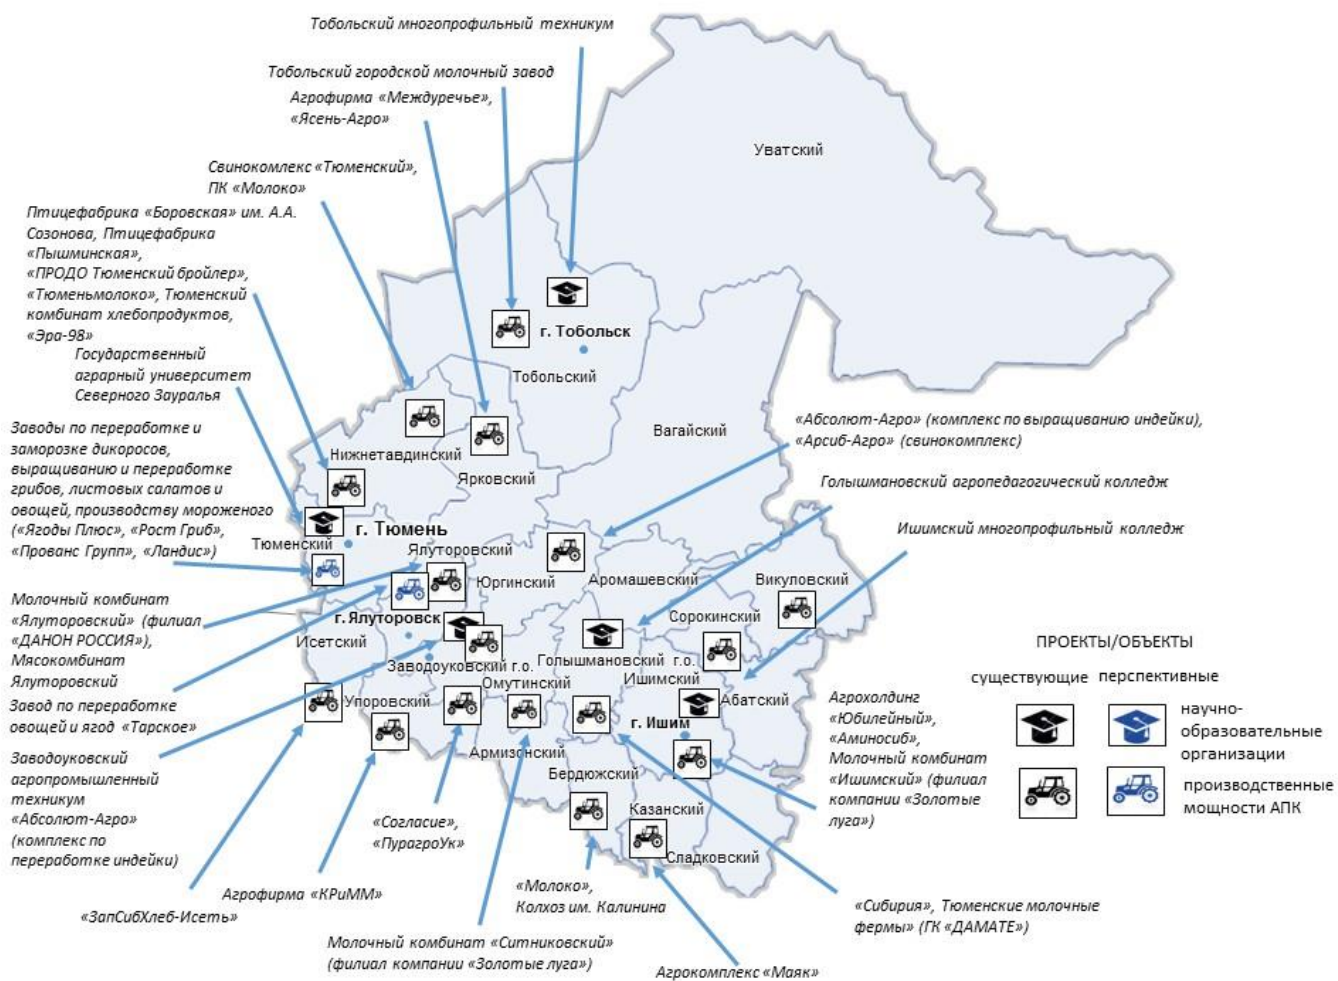 Тобольский многопрофильный техникум
Тобольский городской молочный завод
Агрофирма «Междуречье»,
«Ясень-Агро»
Свинокомлекс «Тюменский»,
ПК «Молоко»
Птицефабрика «Боровская» им. А.А.
Созонова, Птицефабрика
«Пышминская»,
«ПРОДО Тюменский бройлер»,
«Тюменьмолоко», Тюменский
комбинат хлебопродуктов,
«Эра-98»
Государственный
аграрный университет
Северного Зауралья
Заводы по переработке и
заморозке дикоросов,
выращиванию и переработке
грибов, листовых салатов и
овощей, производству мороженого
(«Ягоды Плюс», «Рост Гриб»,
«Прованс Групп», «Ландис»)
Молочный комбинат
«Ялуторовский» (филиал
«ДАНОН РОССИЯ»),
Мясокомбинат
Ялуторовский
Завод по переработке
овощей и ягод «Тарское»
Заводоуковский
агропромышленный
техникум
«Абсолют-Агро»
(комплекс по
переработке индейки)
«ЗапСибХлеб-Исеть»
Агрофирма «КРиММ»
«Согласие»,
«ПурагроУк»
Молочный комбинат «Ситниковский»
(филиал компании «Золотые луга»)
«Молоко»,
Колхоз им. Калинина
Агрокомплекс «Маяк»
«Сибирия», Тюменские молочные
фермы» (ГК «ДАМАТЕ»)
Агрохолдинг
«Юбилейный»,
«Аминосиб»,
Молочный комбинат
«Ишимский» (филиал
компании «Золотые
луга»)
Ишимский многопрофильный колледж
Голышмановский агропедагогический колледж
«Абсолют-Агро» (комплекс по выращиванию индейки),
«Арсиб-Агро» (свинокомплекс)
Уватский
г. Тобольск
Тобольский
Вагайский
Нижнетавдинский
Ярковский
г. Тюмень
Тюменский
Ялуторовский
Юргинский
Аромашевский
Викуловский
Сорокинский
г. Ялуторовск
Исетский
Заводоуковский г.о.
Голышмановский г.о.
Омутинский
Ишимский
Абатский
Упоровский
г. Ишим
Армизонский
Бердюжский
Казанский
Сладковский
ПРОЕКТЫ/ОБЪЕКТЫ
существующие перспективные
научно-
образовательные
организации
производственные
мощности АПК